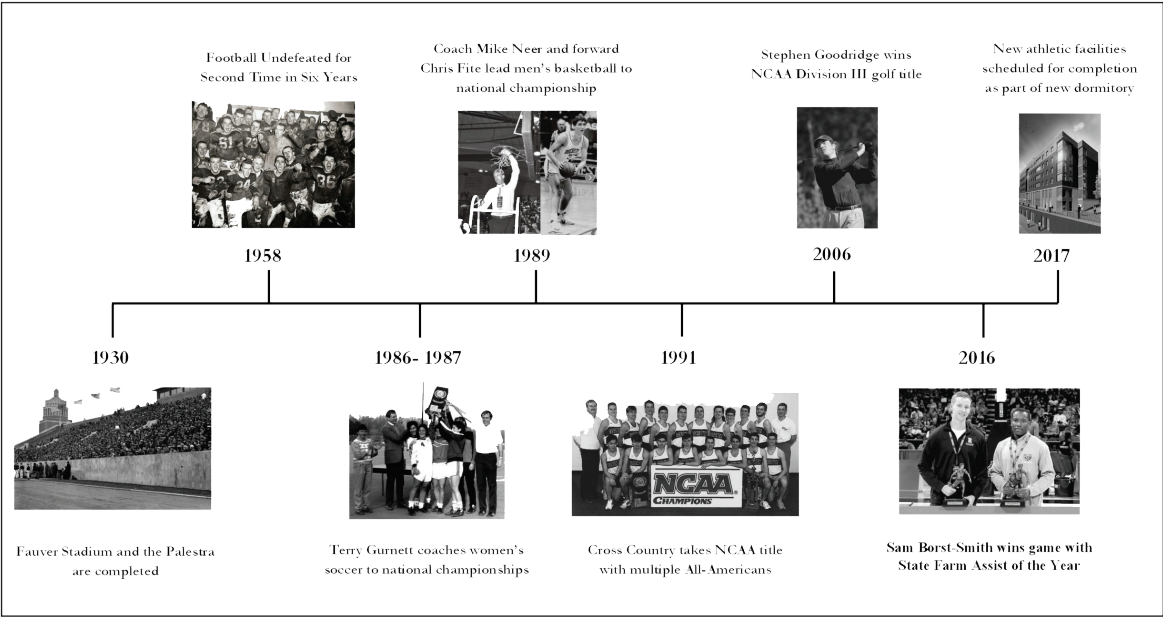 Football Undefeated for
Second Time in Six Years
Coach Mike Neer and forward
Chris Fite lead men's basketball to
national championship
Stephen Goodridge wins
NCAA Division III golf title
New athletic facilities
scheduled for completion
as part of new dormitory
61
73
24
36
1958
1989
2006
2017
1930
1986- 1987
1991
2016
NCAA
CHAMPIONS
Fauver Stadium and the Palestra
are completed
Terry Gurnett coaches women's
soccer to national championships
Cross Country takes NCAA title
with multiple All-Americans
Sam Borst-Smith wins game with
State Farm Assist of the Year